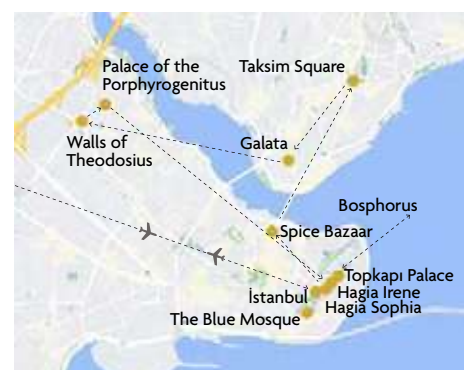 Palace of the
Porphyrogenitus
Taksim Square
Walls of
Theodosius
Galata
Bosphorus
Spice Bazaar
Topkapı Palace
İstanbul
Hagia Irene
Hagia Sophia
The Blue Mosque